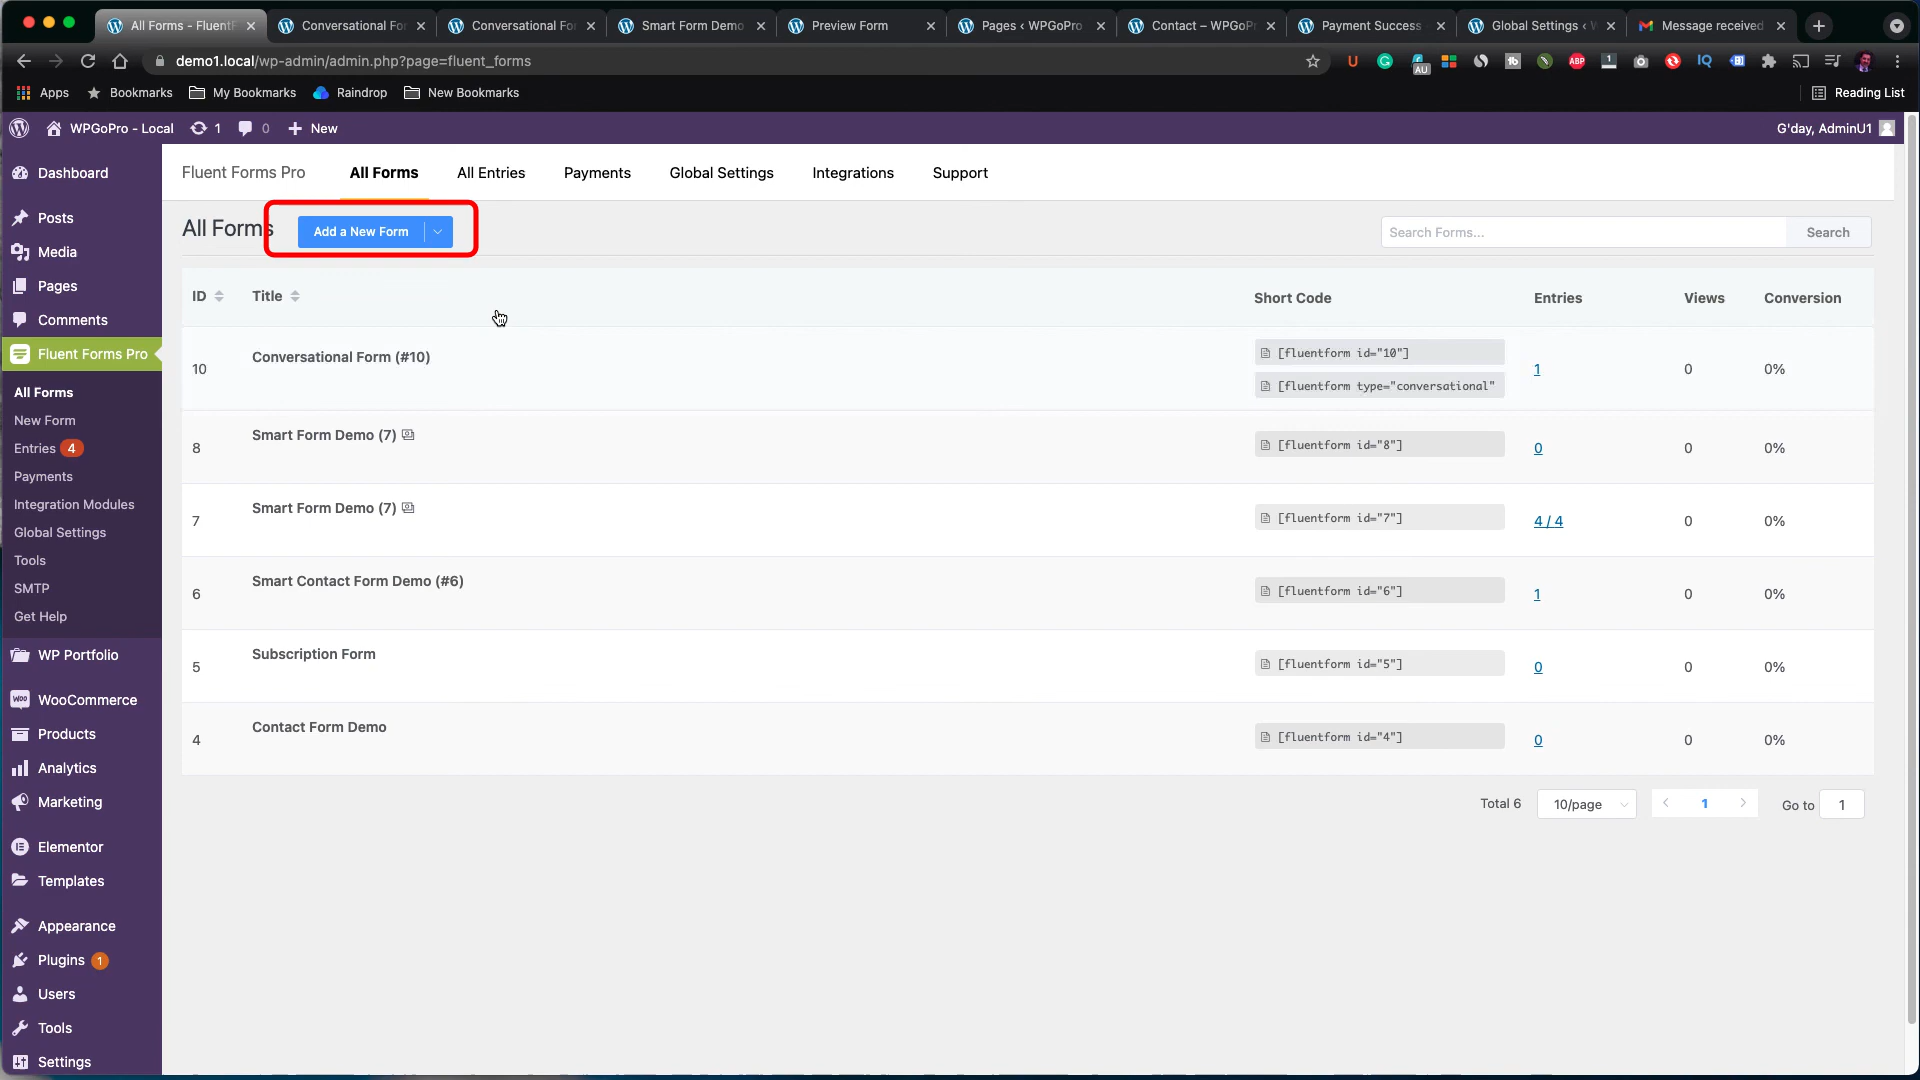 All Forms - Fluent
Conversational Fo
Conversational Fo
Smart Form Demo
Preview Form
Pages ‹ WPGoPro
Contact – WPGoP
Payment Success
Global Settings ‹
Message received
demo1.local/wp-admin/admin.php?page=fluent_forms
U
AU
ABP
1
IQ
Apps
Bookmarks
My Bookmarks
Raindrop
New Bookmarks
Reading List
WPGoPro - Local
1
0
New
G'day, AdminU1
Dashboard
Posts
Media
Pages
Comments
Fluent Forms Pro
All Forms
New Form
Entries 4
Payments
Integration Modules
Global Settings
Tools
SMTP
Get Help
WP Portfolio
WooCommerce
Products
Analytics
Marketing
Elementor
Templates
Appearance
Plugins 1
Users
Tools
Settings
Fluent Forms Pro
All Forms
All Entries
Payments
Global Settings
Integrations
Support
All Forms
Add a New Form
Search Forms...
Search
ID Title Short Code Entries Views Conversion
10 Conversational Form (#10) [fluentform id="10"] 1 0 0%
[fluentform type="conversational"
8 Smart Form Demo (7) [fluentform id="8"] 0 0 0%
7 Smart Form Demo (7) [fluentform id="7"] 4 / 4 0 0%
6 Smart Contact Form Demo (#6) [fluentform id="6"] 1 0 0%
5 Subscription Form [fluentform id="5"] 0 0 0%
4 Contact Form Demo [fluentform id="4"] 0 0 0%
Total 6 10/page 1 Go to 1